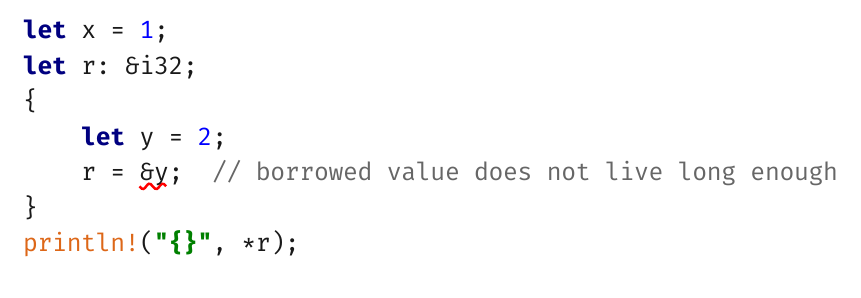 let x = 1;
let r: &i32;
{
    let y = 2;
    r = &y;  // borrowed value does not live long enough
}
println!("{}", *r);